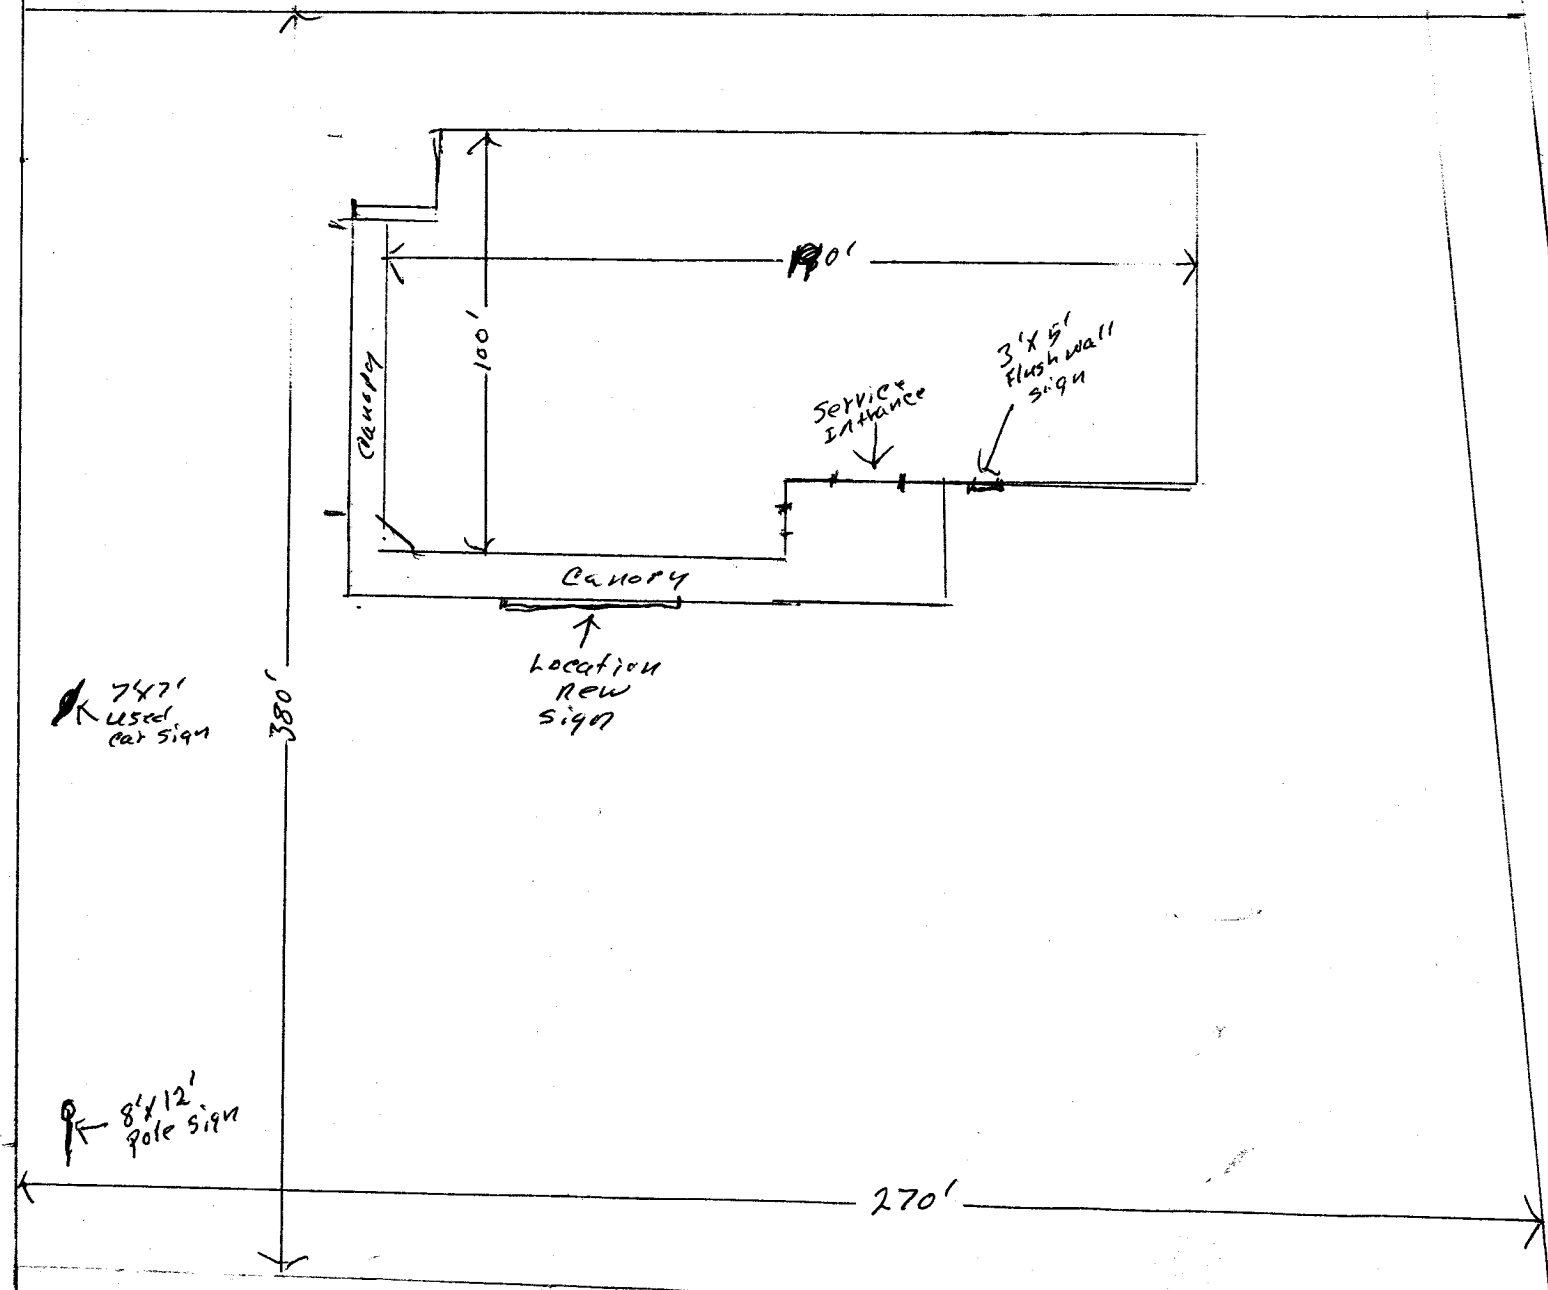 100'
Canopy
3'X5'
Flush wall
sign
Service
Intrance
Canopy
Location
new
sign
7'X7'
used
car sign
380'
8'X12'
pole sign
270'